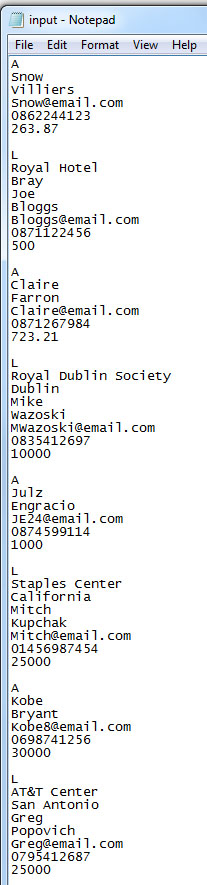 input - Notepad
File Edit Format View Help
A
Snow
Villiers
Snow@email.com
0862244123
263.87
L
Royal Hotel
Bray
Joe
Bloggs
Bloggs@email.com
0871122456
500
A
Claire
Farron
Claire@email.com
0871267984
723.21
L
Royal Dublin Society
Dublin
Mike
Wazoski
MWazoski@email.com
0835412697
10000
A
Julz
Engracio
JE24@email.com
0874599114
1000
L
Staples Center
California
Mitch
Kupchak
Mitch@email.com
01456987454
25000
A
Kobe
Bryant
Kobe8@email.com
0698741256
30000
L
AT&T Center
San Antonio
Greg
Popovich
Greg@email.com
0795412687
25000